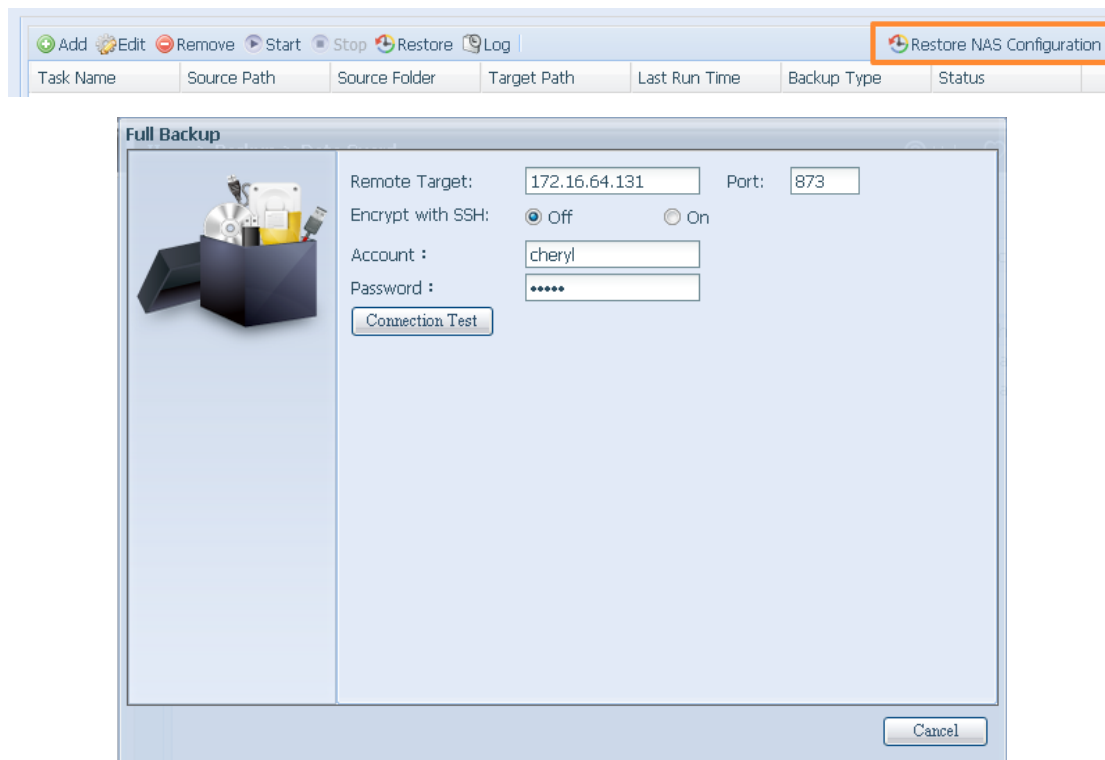 Add Edit Remove Start Stop Restore Log Restore NAS Configuration
Task Name Source Path Source Folder Target Path Last Run Time Backup Type Status
Full Backup
Remote Target: 172.16.64.131 Port: 873
Encrypt with SSH: Off On
Account : cheryl
Password : •••••
Connection Test
Cancel